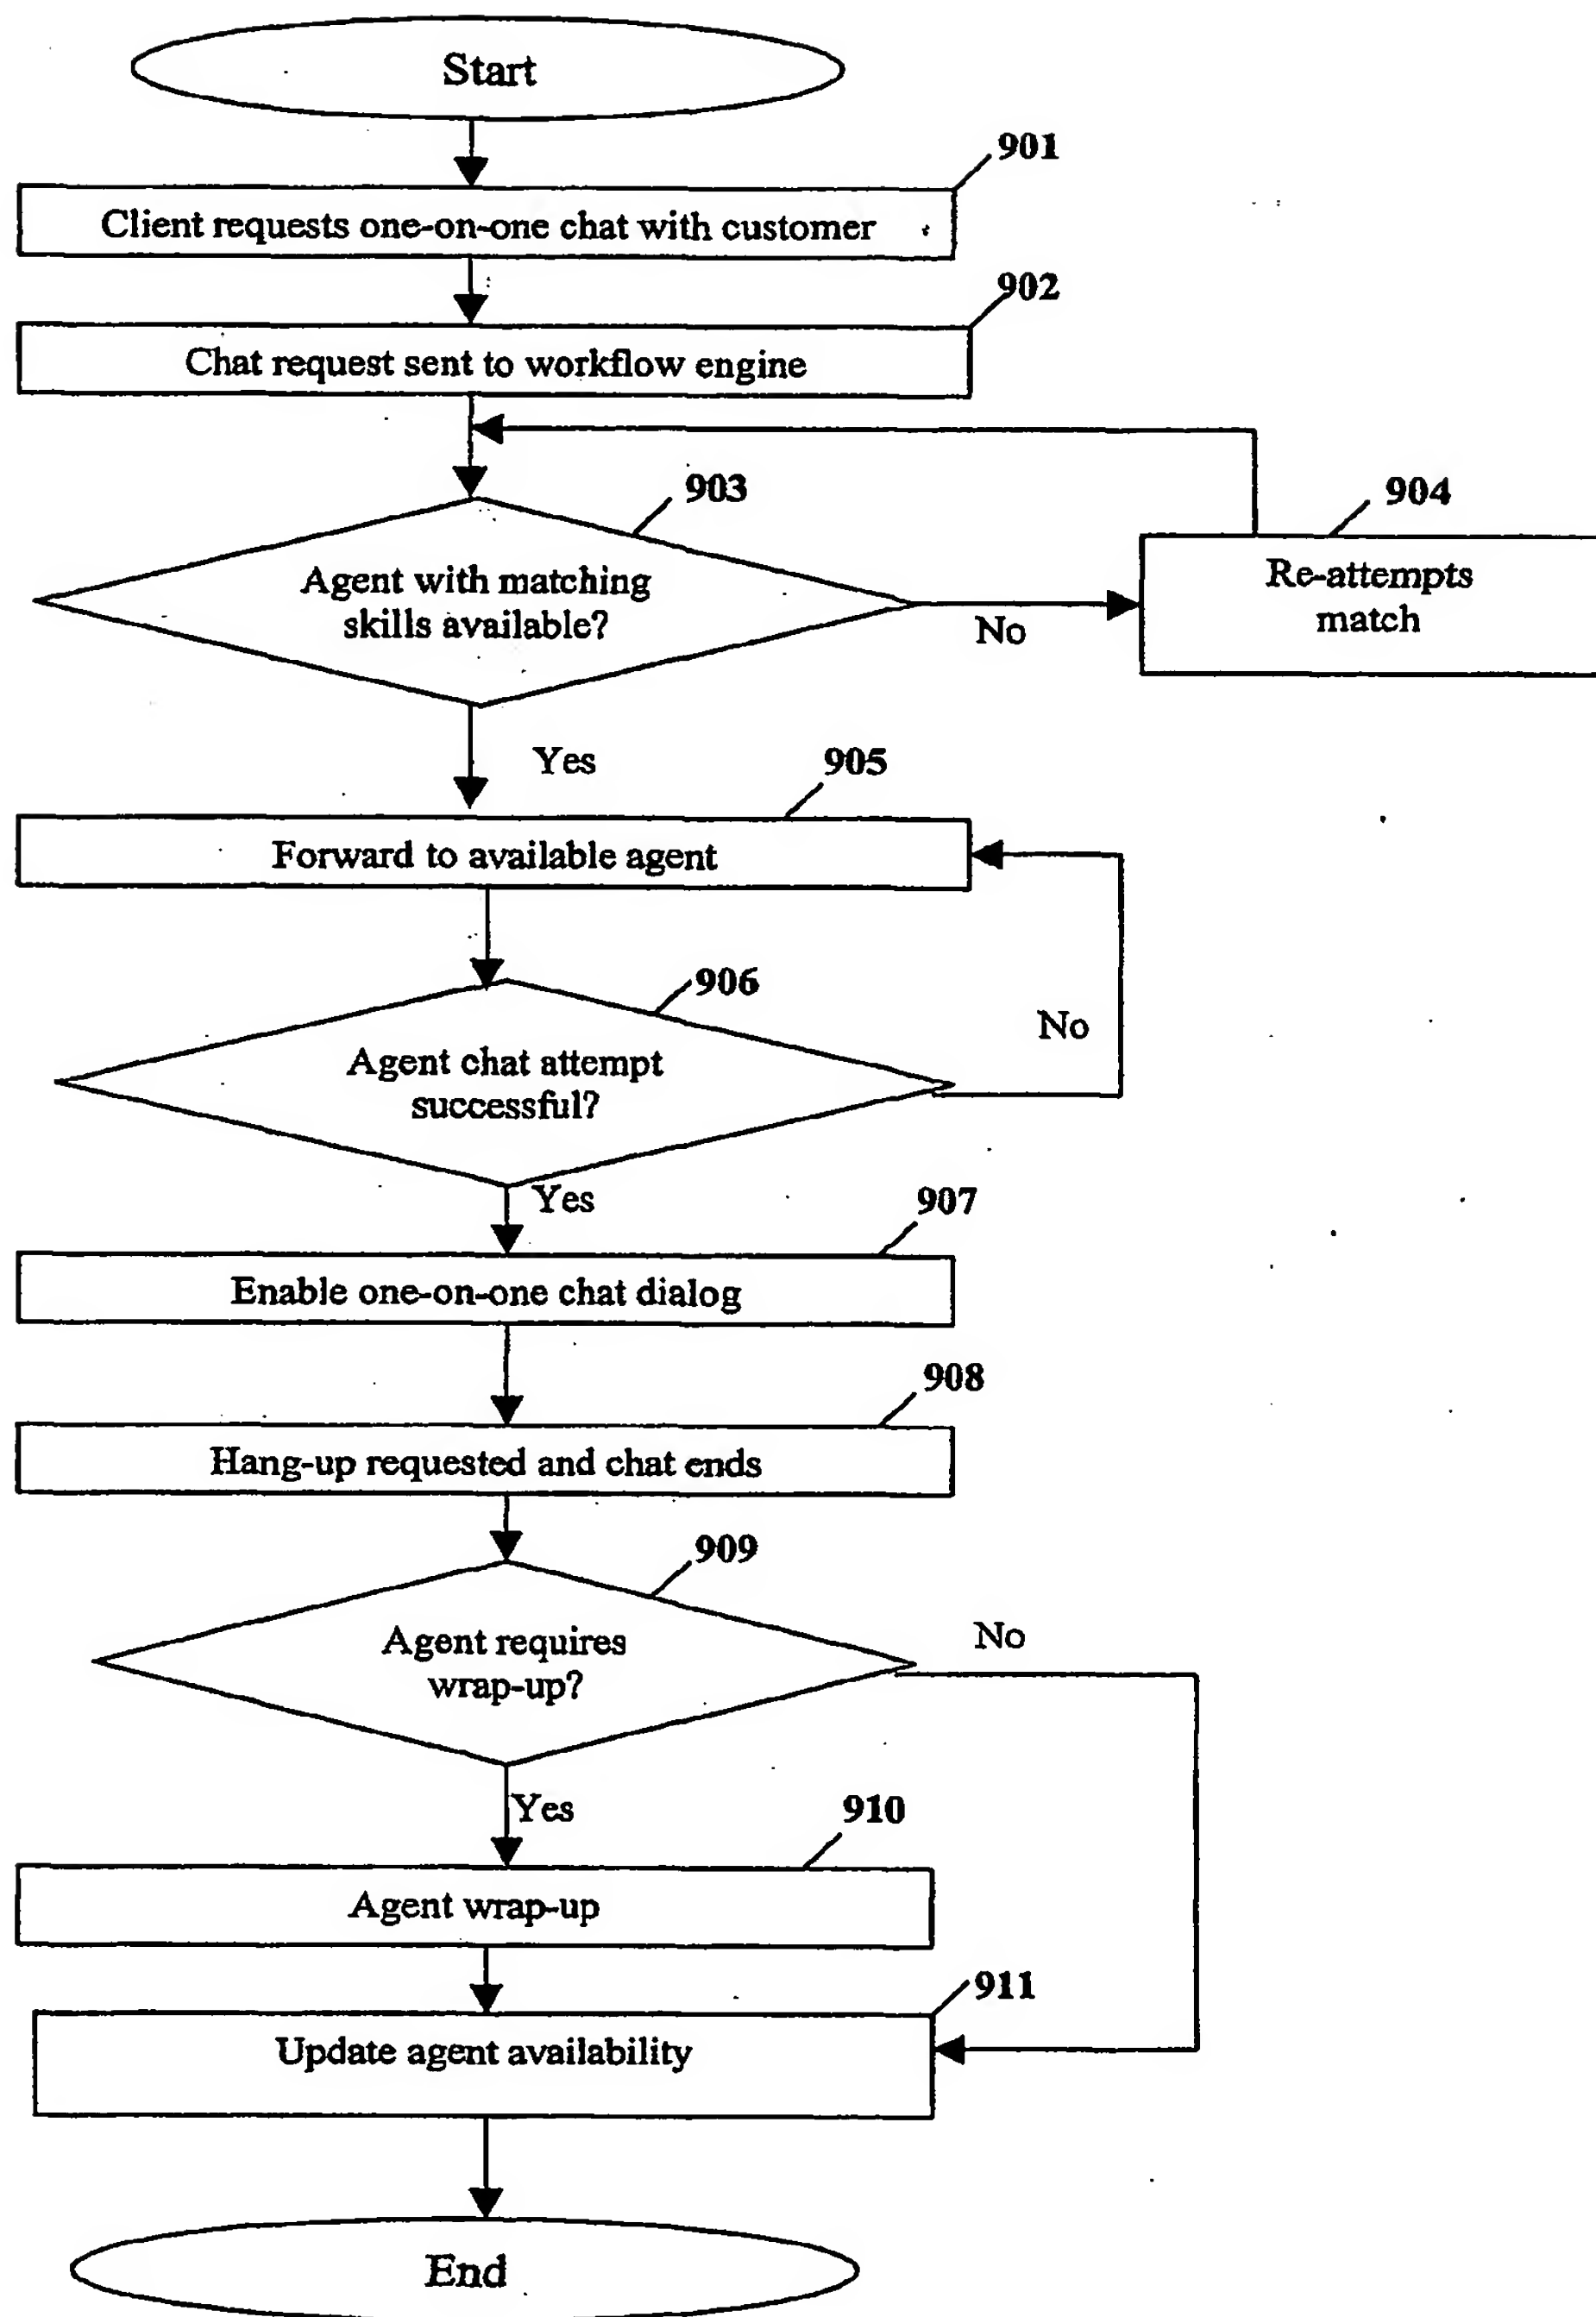 Start
901
Client requests one-on-one chat with customer
902
Chat request sent to workflow engine
903
904
Agent with matching
skills available?
Re-attempts
match
No
Yes
905
Forward to available agent
906
No
Agent chat attempt
successful?
Yes
907
Enable one-on-one chat dialog
908
Hang-up requested and chat ends
909
No
Agent requires
wrap-up?
Yes
910
Agent wrap-up
911
Update agent availability
End